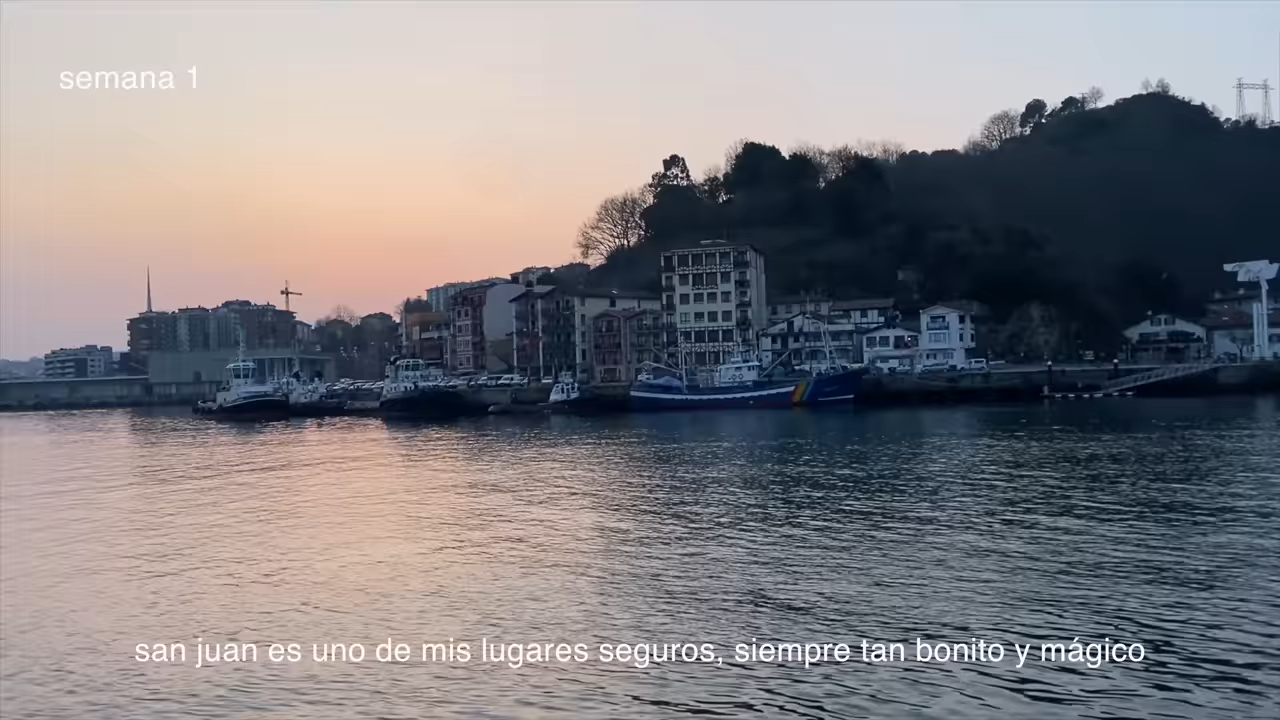 semana 1
san juan es uno de mis lugares seguros, siempre tan bonito y mágico